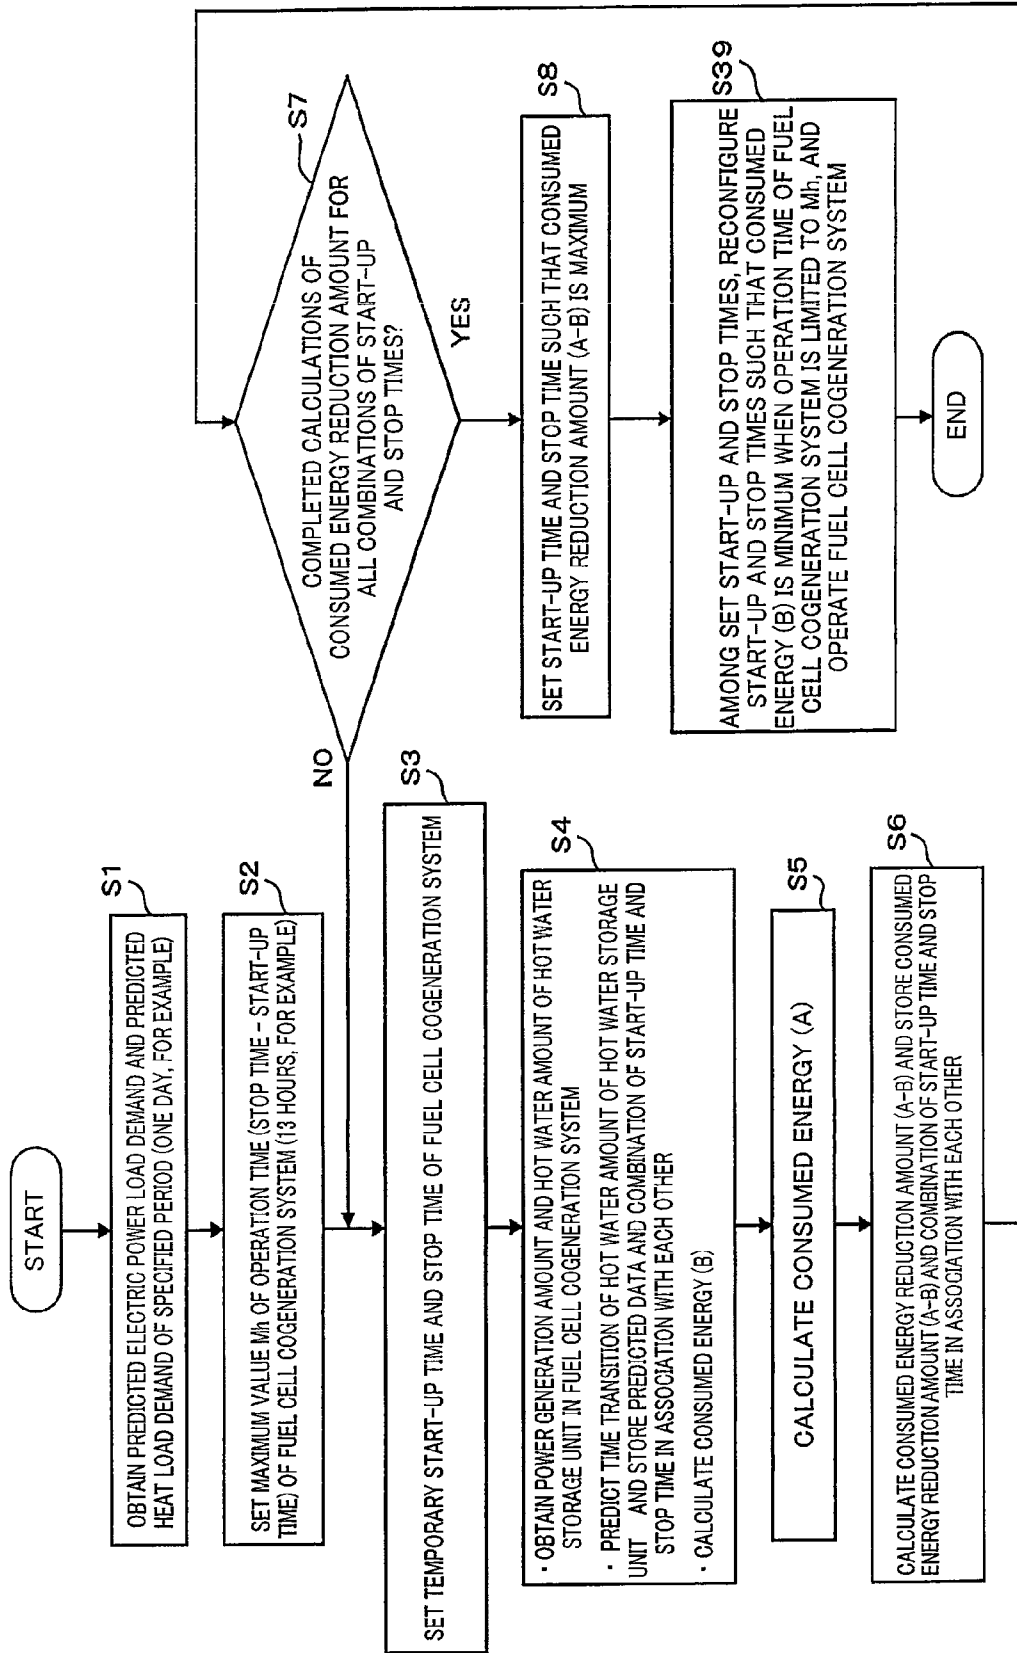 START
S1
OBTAIN PREDICTED ELECTRIC POWER LOAD DEMAND AND PREDICTED
HEAT LOAD DEMAND OF SPECIFIED PERIOD (ONE DAY, FOR EXAMPLE)
S2
SET MAXIMUM VALUE Mh OF OPERATION TIME (STOP TIME - START-UP
TIME) OF FUEL CELL COGENERATION SYSTEM (13 HOURS, FOR EXAMPLE)
S3
SET TEMPORARY START-UP TIME AND STOP TIME OF FUEL CELL COGENERATION SYSTEM
S4
· OBTAIN POWER GENERATION AMOUNT AND HOT WATER AMOUNT OF HOT WATER
STORAGE UNIT IN FUEL CELL COGENERATION SYSTEM
· PREDICT TIME TRANSITION OF HOT WATER AMOUNT OF HOT WATER STORAGE
UNIT AND STORE PREDICTED DATA AND COMBINATION OF START-UP TIME AND
STOP TIME IN ASSOCIATION WITH EACH OTHER
· CALCULATE CONSUMED ENERGY (B)
S5
CALCULATE CONSUMED ENERGY (A)
S6
CALCULATE CONSUMED ENERGY REDUCTION AMOUNT (A-B) AND STORE CONSUMED
ENERGY REDUCTION AMOUNT (A-B) AND COMBINATION OF START-UP TIME AND STOP
TIME IN ASSOCIATION WITH EACH OTHER
S7
COMPLETED CALCULATIONS OF
CONSUMED ENERGY REDUCTION AMOUNT FOR
ALL COMBINATIONS OF START-UP
AND STOP TIMES?
NO
YES
S8
SET START-UP TIME AND STOP TIME SUCH THAT CONSUMED
ENERGY REDUCTION AMOUNT (A-B) IS MAXIMUM
S39
AMONG SET START-UP AND STOP TIMES, RECONFIGURE
START-UP AND STOP TIMES SUCH THAT CONSUMED
ENERGY (B) IS MINIMUM WHEN OPERATION TIME OF FUEL
CELL COGENERATION SYSTEM IS LIMITED TO Mh, AND
OPERATE FUEL CELL COGENERATION SYSTEM
END